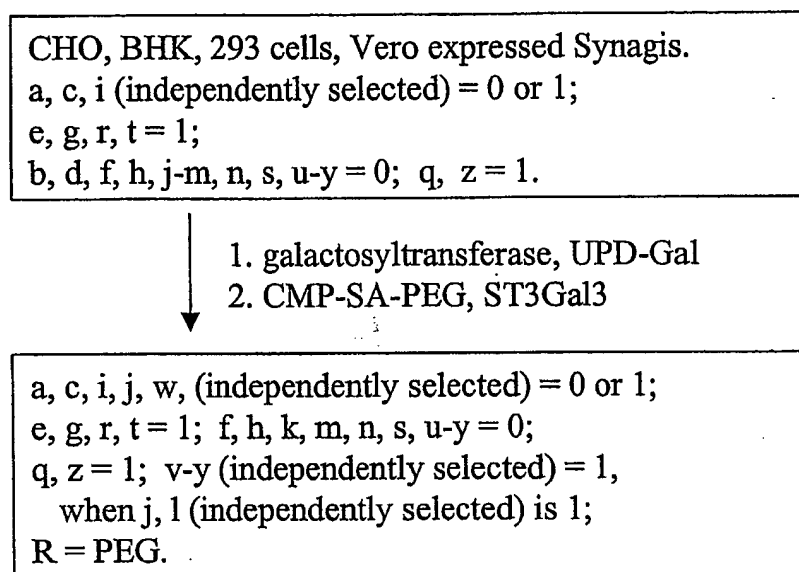 CHO, BHK, 293 cells, Vero expressed Synagis.
a, c, i (independently selected) = 0 or 1;
e, g, r, t = 1;
b, d, f, h, j-m, n, s, u-y = 0; q, z = 1.
1. galactosyltransferase, UPD-Gal
2. CMP-SA-PEG, ST3Gal3
a, c, i, j, w, (independently selected) = 0 or 1;
e, g, r, t = 1; f, h, k, m, n, s, u-y = 0;
q, z = 1; v-y (independently selected) = 1,
when j, l (independently selected) is 1;
R = PEG.